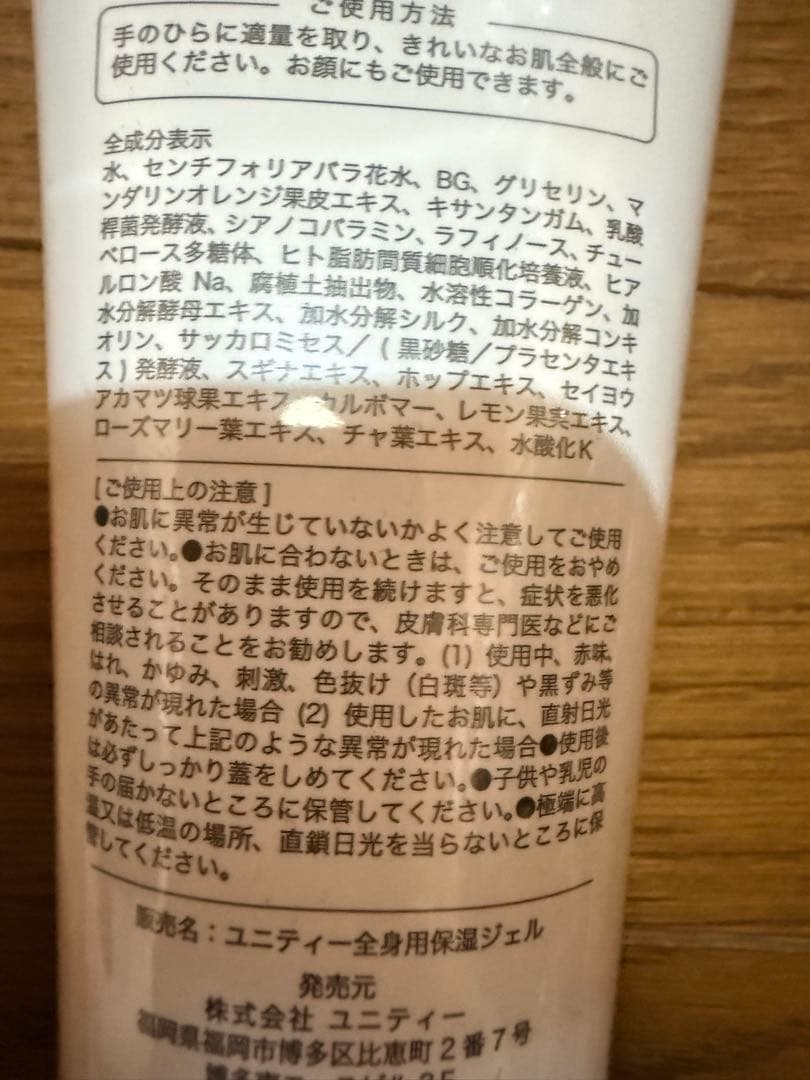 ご使用方法
手のひらに適量を取り、きれいなお肌全般にご
使用ください。お顔にもご使用できます。
全成分表示
水、センチフォリアバラ花水、BG、グリセリン、マ
ンダリンオレンジ果皮エキス、キサンタンガム、乳酸
桿菌発酵液、シアノコバラミン、ラフィノース、チュー
ベロース多糖体、ヒト脂肪間質細胞順化培養液、ヒア
ルロン酸 Na、腐植土抽出物、水溶性コラーゲン、加
水分解酵母エキス、加水分解シルク、加水分解コンキ
オリン、サッカロミセス／(黒砂糖／プラセンタエキ
ス)発酵液、スギナエキス、ホップエキス、セイヨウ
アカマツ球果エキス、カルボマー、レモン果実エキス、
ローズマリー葉エキス、チャ葉エキス、水酸化K
[ご使用上の注意]
●お肌に異常が生じていないかよく注意してご使用
ください。●お肌に合わないときは、ご使用をおやめ
ください。そのまま使用を続けますと、症状を悪化
させることがありますので、皮膚科専門医などにご
相談されることをお勧めします。(1) 使用中、赤味、
はれ、かゆみ、刺激、色抜け（白斑等）や黒ずみ等
の異常が現れた場合 (2) 使用したお肌に、直射日光
があたって上記のような異常が現れた場合●使用後
は必ずしっかり蓋をしめてください。●子供や乳児の
手の届かないところに保管してください。●極端に高
温又は低温の場所、直鎖日光を当らないところに保
管してください。
販売名：ユニティー全身用保湿ジェル
発売元
株式会社 ユニティー
福岡県福岡市博多区比恵町2番7号